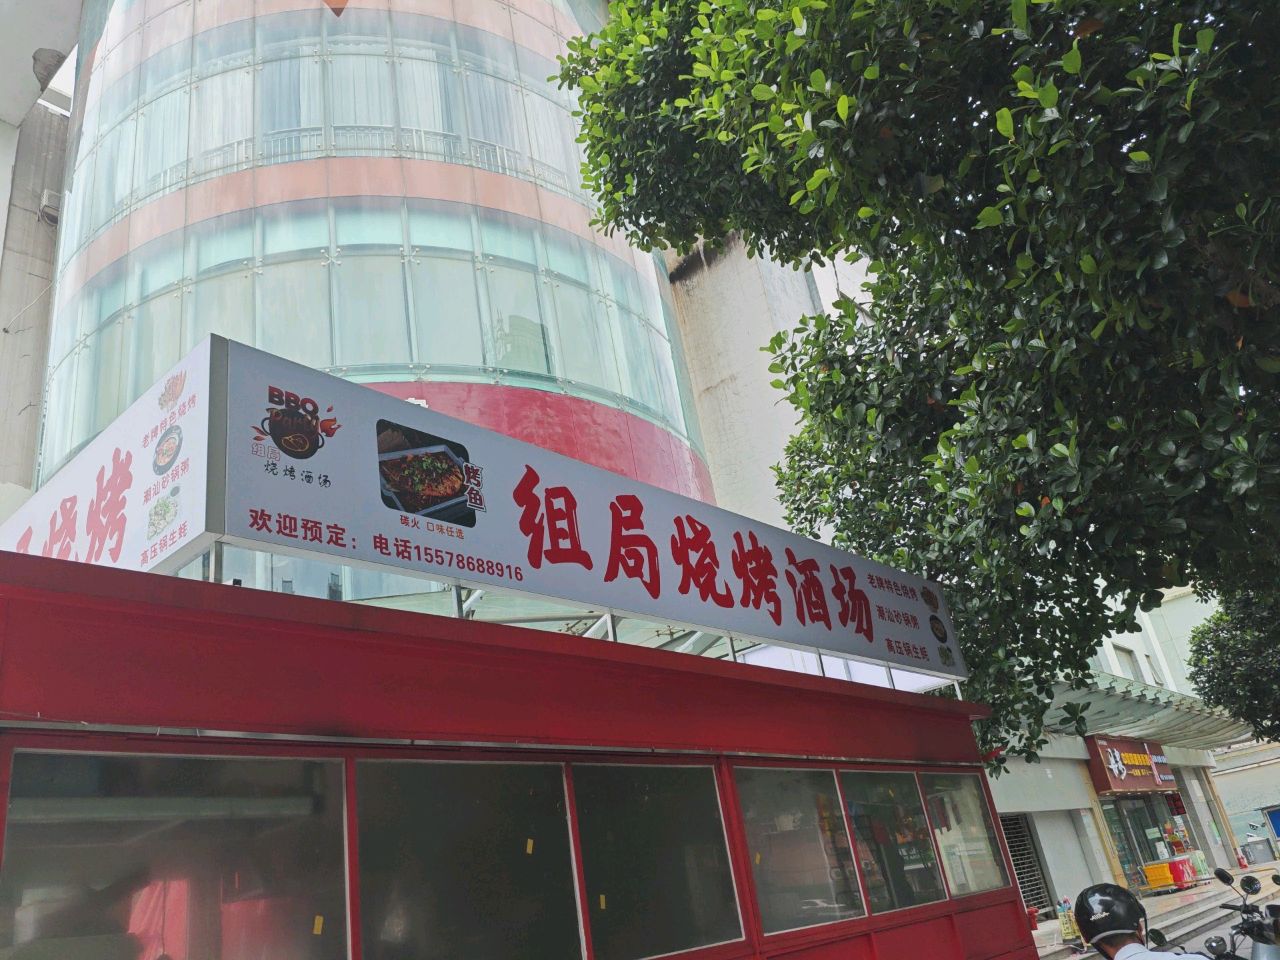 烧烤
老牌特色烧烤
潮汕砂锅粥
高压锅生蚝
BBQ
组局
烧烤酒场
烤鱼
碳火 口味任选
欢迎预定：电话15578688916
组局烧烤酒场
老牌特色烧烤
潮汕砂锅粥
高压锅生蚝